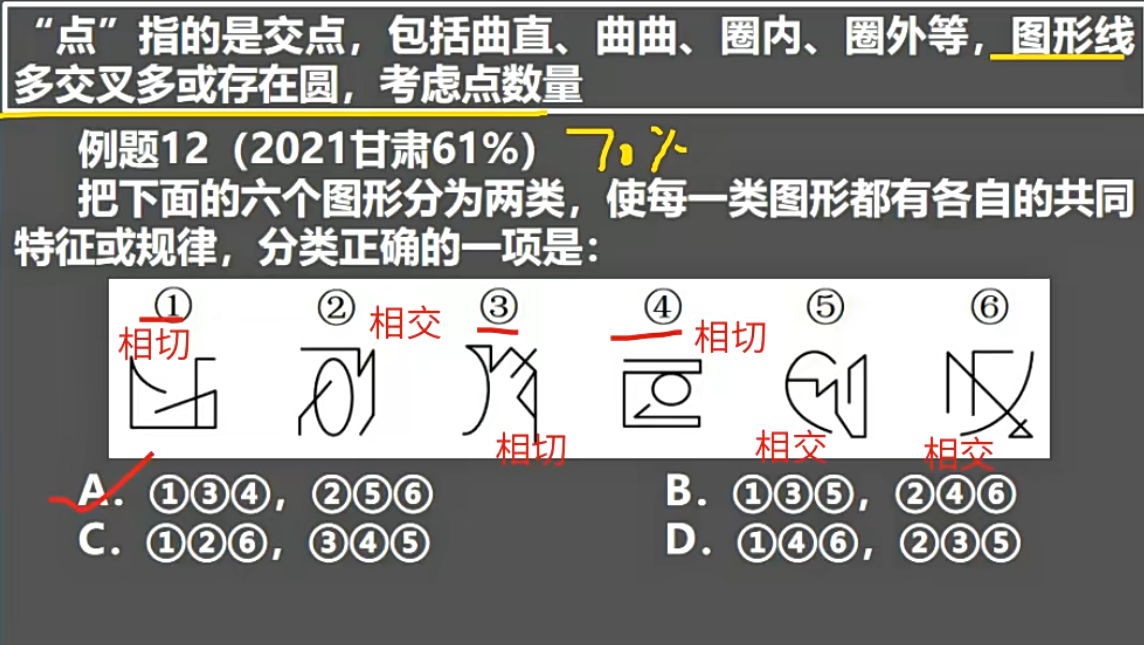 “点”指的是交点，包括曲直、曲曲、圈内、圈外等，图形线
多交叉多或存在圆，考虑点数量
例题12（2021甘肃61%） 70%
把下面的六个图形分为两类，使每一类图形都有各自的共同
特征或规律，分类正确的一项是：
① ② ③ ④ ⑤ ⑥
相切 相交 相切
相切 相交 相交
A. ①③④，②⑤⑥ B. ①③⑤，②④⑥
C. ①②⑥，③④⑤ D. ①④⑥，②③⑤